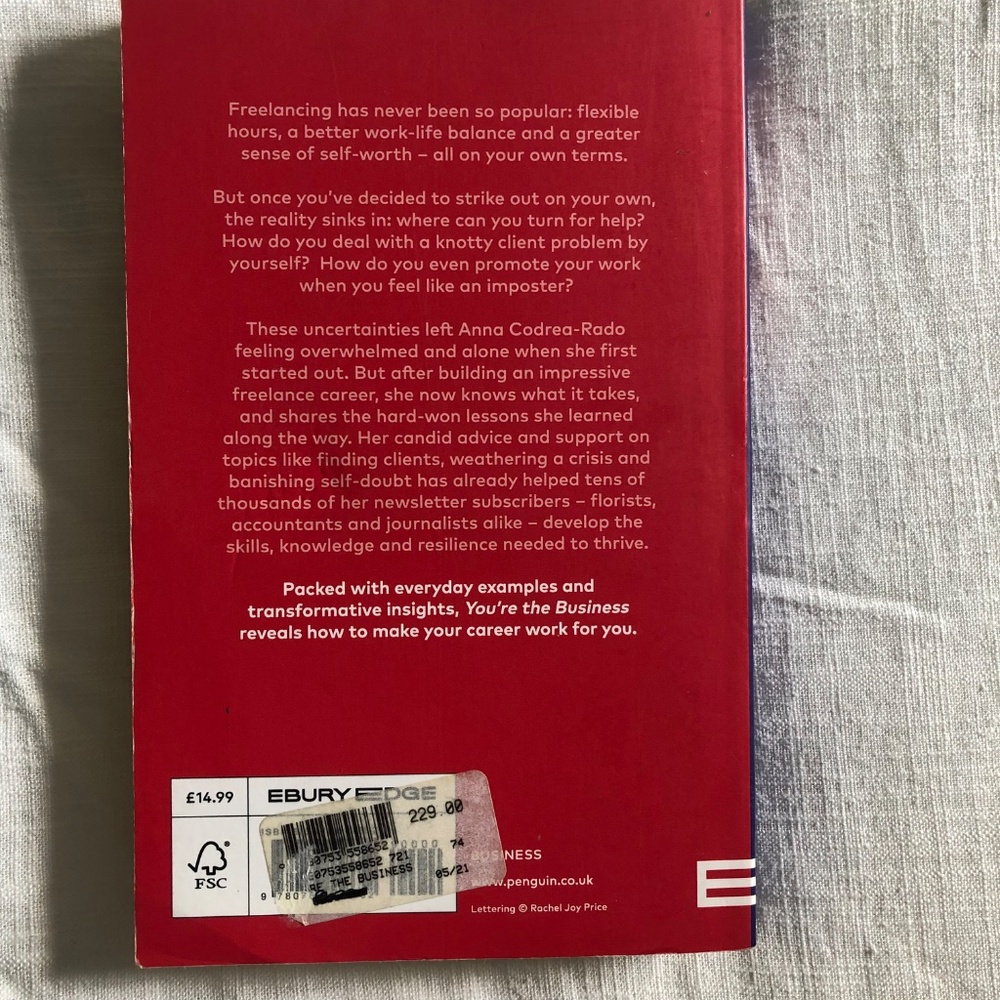 Freelancing has never been so popular: flexible
hours, a better work-life balance and a greater
sense of self-worth – all on your own terms.
But once you’ve decided to strike out on your own,
the reality sinks in: where can you turn for help?
How do you deal with a knotty client problem by
yourself?  How do you even promote your work
when you feel like an imposter?
These uncertainties left Anna Codrea-Rado
feeling overwhelmed and alone when she first
started out. But after building an impressive
freelance career, she now knows what it takes,
and shares the hard-won lessons she learned
along the way. Her candid advice and support on
topics like finding clients, weathering a crisis and
banishing self-doubt has already helped tens of
thousands of her newsletter subscribers – florists,
accountants and journalists alike – develop the
skills, knowledge and resilience needed to thrive.
Packed with everyday examples and
transformative insights, You’re the Business
reveals how to make your career work for you.
£14.99
EBURY EDGE
229.00
74
0753558652 721
THE BUSINESS
05/21
FSC
BUSINESS
www.penguin.co.uk
Lettering © Rachel Joy Price